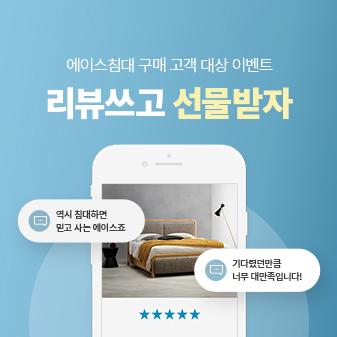 에이스침대 구매 고객 대상 이벤트
리뷰쓰고 선물받자
역시 침대하면
믿고 사는 에이스죠
기다렸던만큼
너무 대만족입니다!